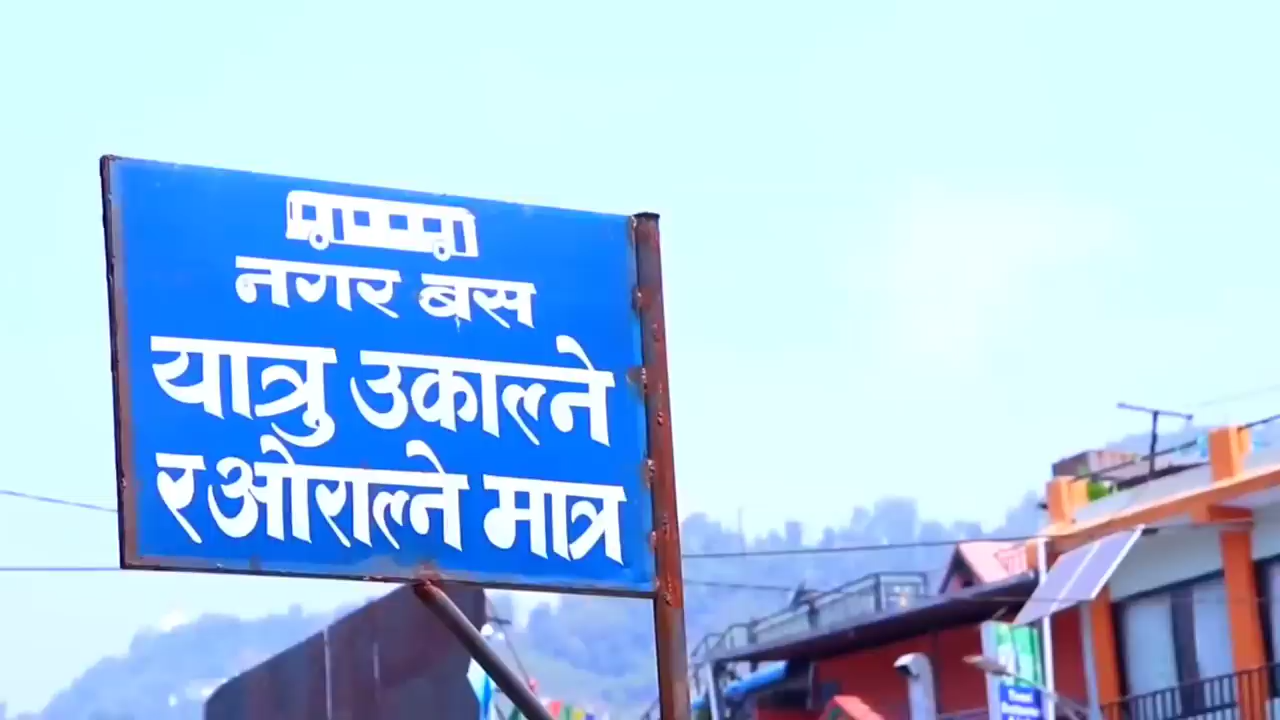 नगर बस
यात्रु उकाल्ने
र ओराल्ने मात्र